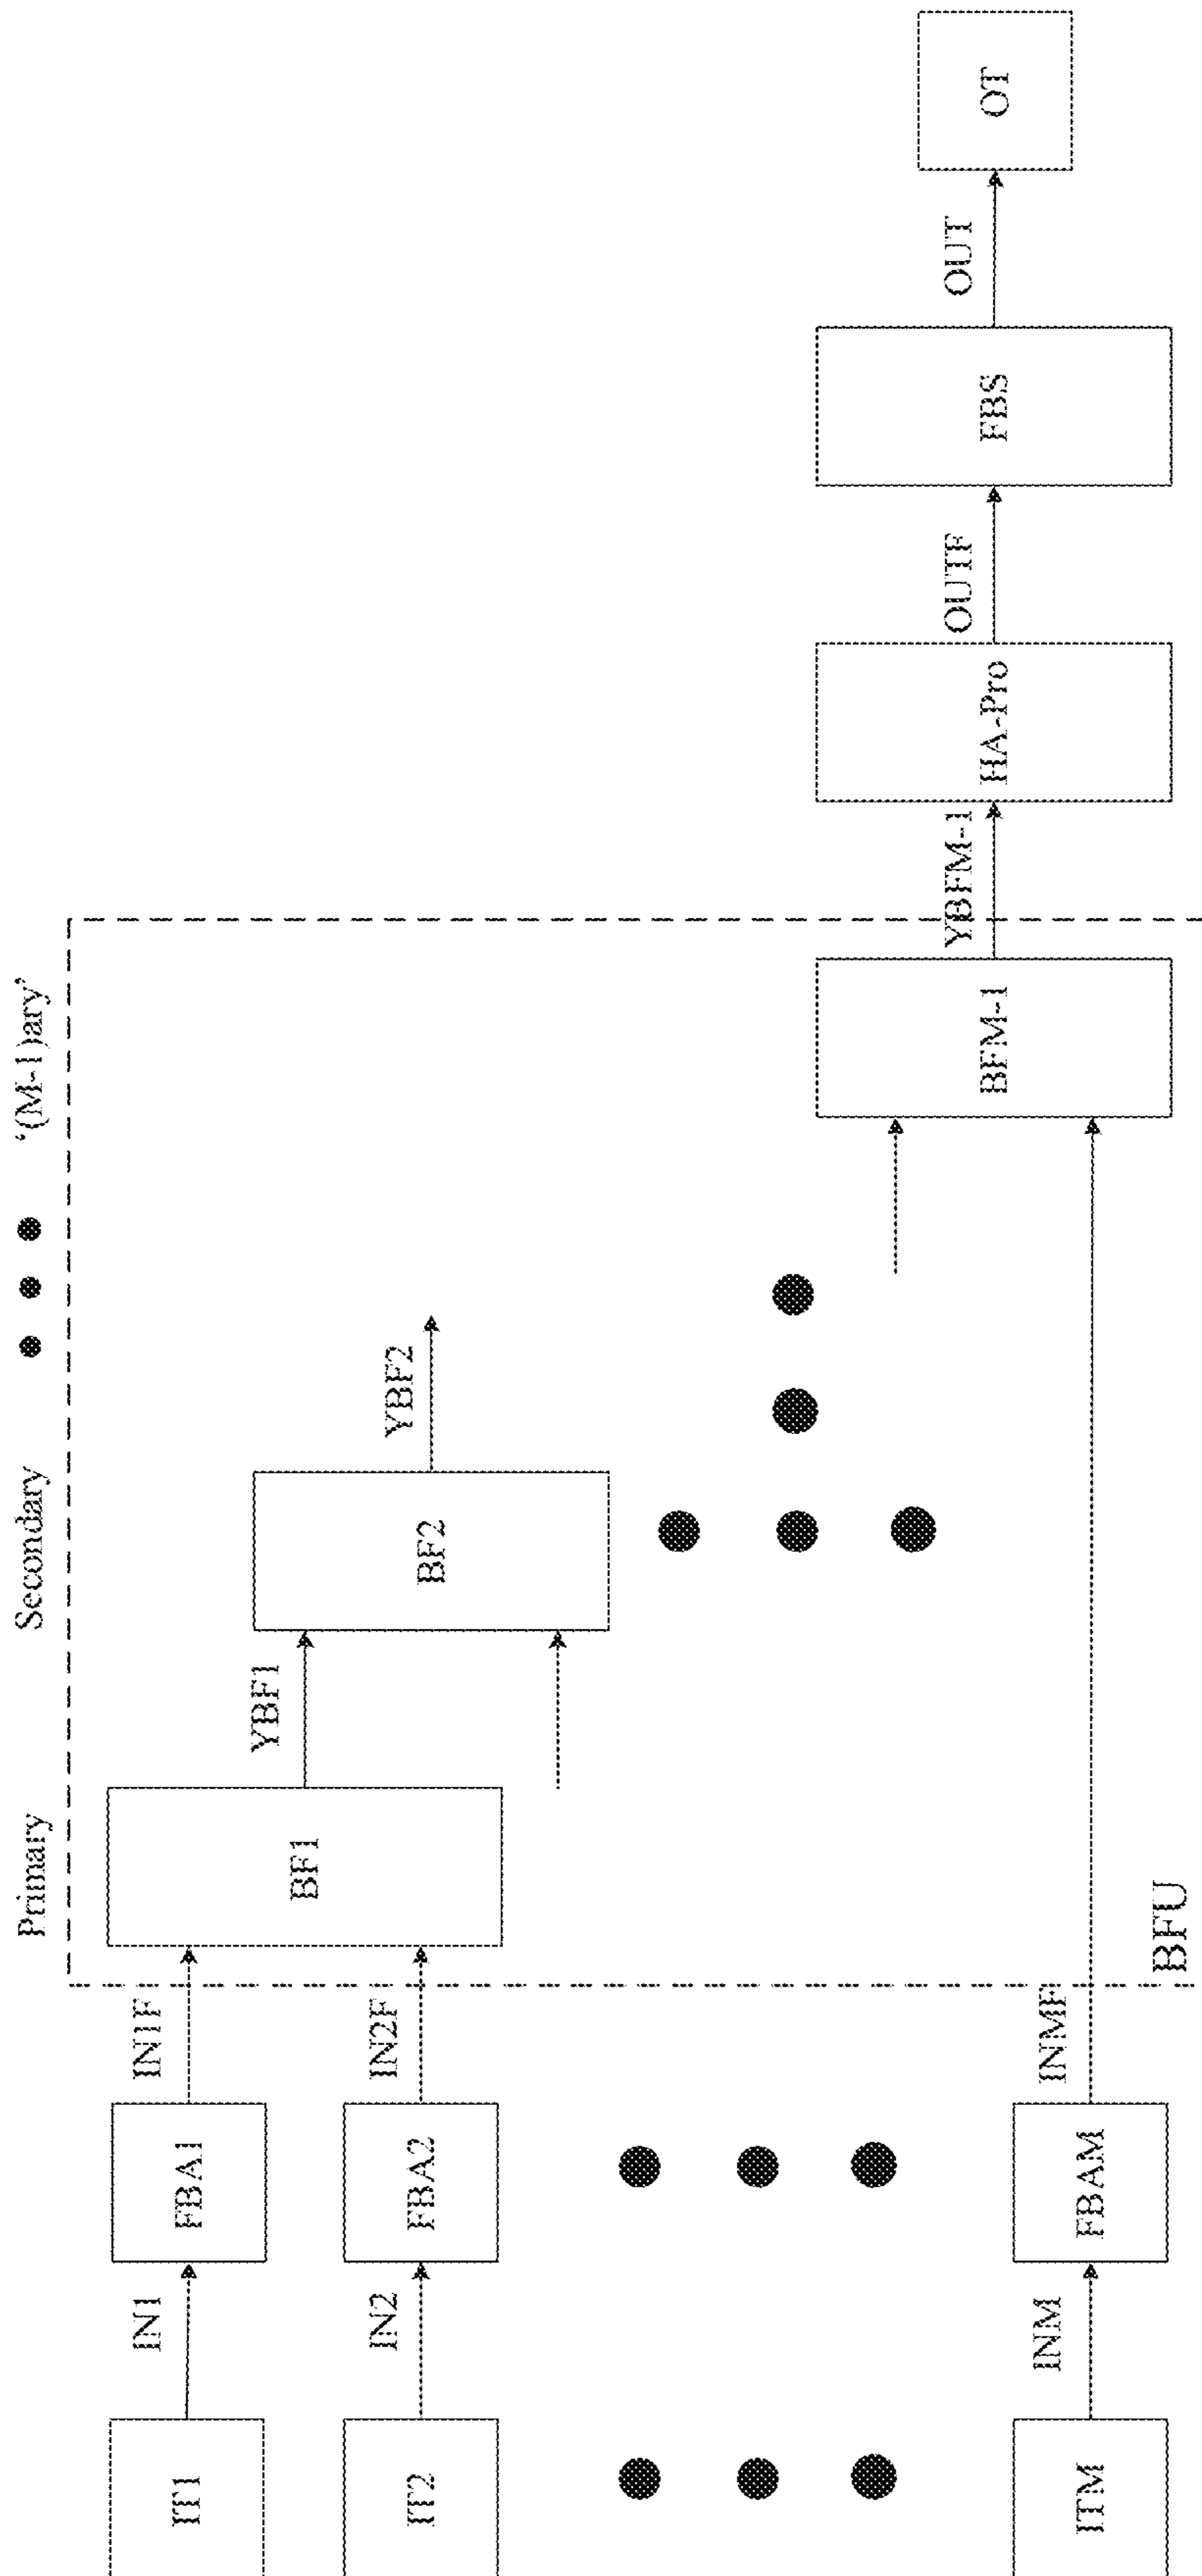 Primary
Secondary
‘(M-1)ary’
IT1
IN1
FBA1
IN1F
BF1
YBF1
IT2
IN2
FBA2
IN2F
BF2
YBF2
ITM
INM
FBAM
INMF
BFU
BFM-1
YBFM-1
HA-Pro
OUTF
FBS
OUT
OT